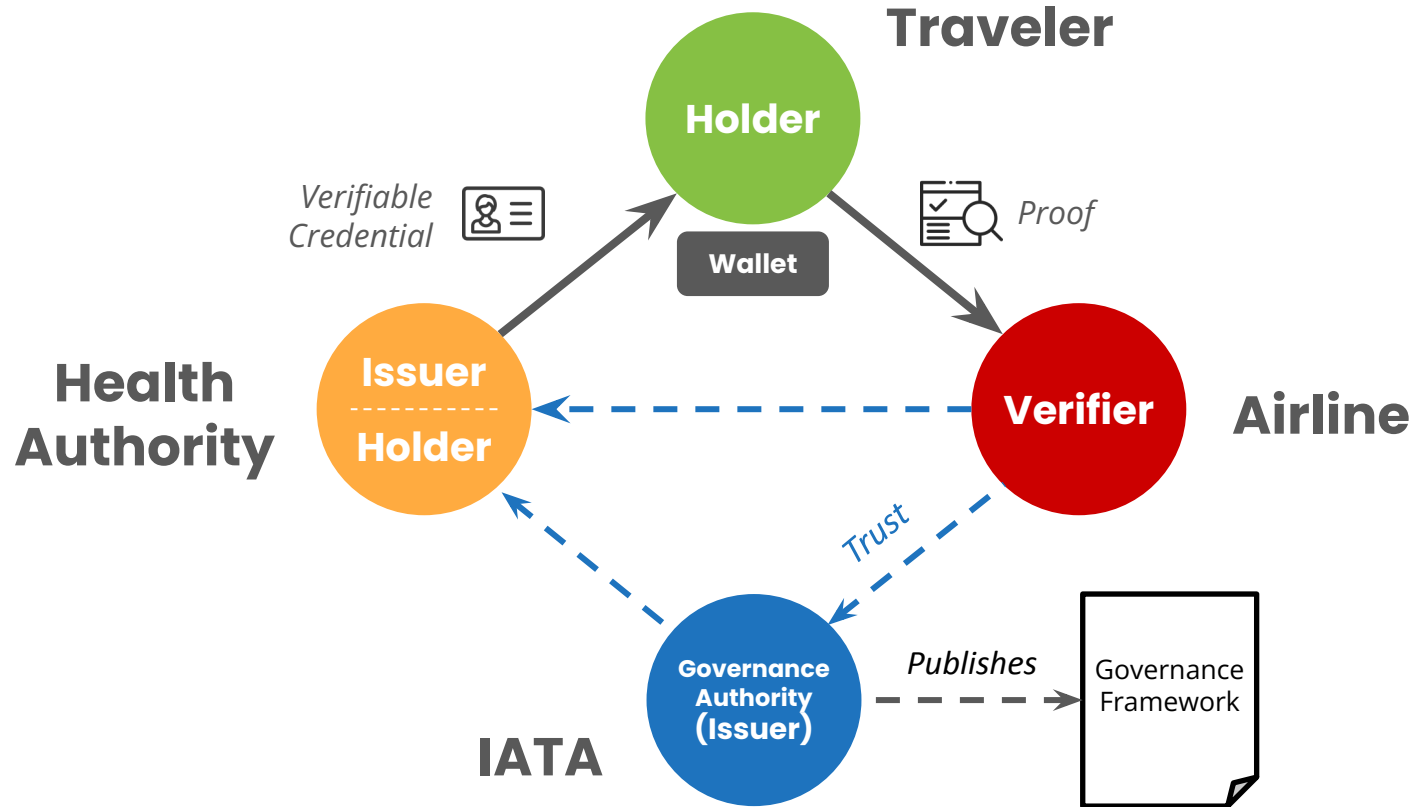 Traveler
Holder
Verifiable
Credential
Proof
Wallet
Health
Authority
Issuer
Holder
Verifier
Airline
Trust
Governance
Authority
(Issuer)
IATA
Publishes
Governance
Framework